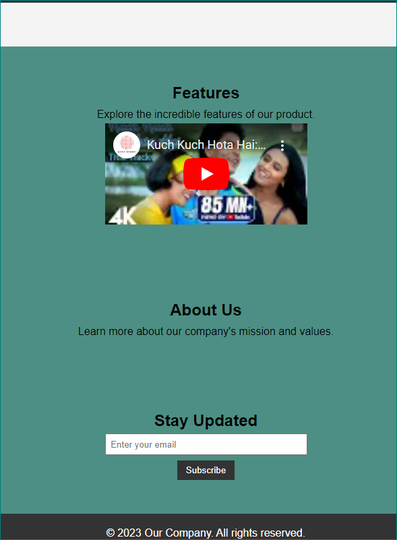 Features
Explore the incredible features of our product.
Kuch Kuch Hota Hai:...
4K
85 MN+
About Us
Learn more about our company's mission and values.
Stay Updated
Enter your email
Subscribe
© 2023 Our Company. All rights reserved.